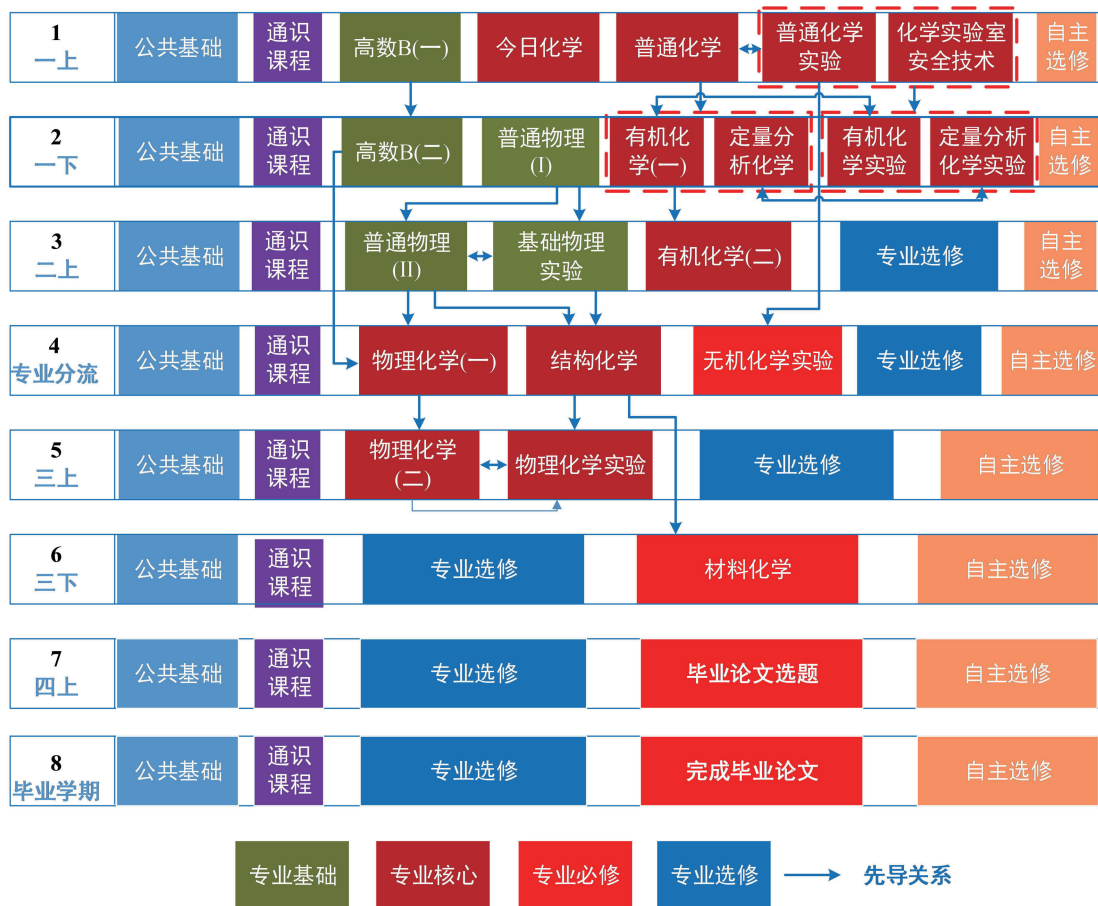 1
一上
公共基础
通识
课程
高数B(一)
今日化学
普通化学
普通化学
实验
化学实验室
安全技术
自主
选修
2
一下
公共基础
通识
课程
高数B(二)
普通物理
(I)
有机化
学(一)
定量分
析化学
有机化
学实验
定量分析
化学实验
自主
选修
3
二上
公共基础
通识
课程
普通物理
(II)
基础物理
实验
有机化学(二)
专业选修
自主
选修
4
专业分流
公共基础
通识
课程
物理化学(一)
结构化学
无机化学实验
专业选修
自主选修
5
三上
公共基础
通识
课程
物理化学
(二)
物理化学实验
专业选修
自主选修
6
三下
公共基础
通识
课程
专业选修
材料化学
自主选修
7
四上
公共基础
通识
课程
专业选修
毕业论文选题
自主选修
8
毕业学期
公共基础
通识
课程
专业选修
完成毕业论文
自主选修
专业基础
专业核心
专业必修
专业选修
先导关系